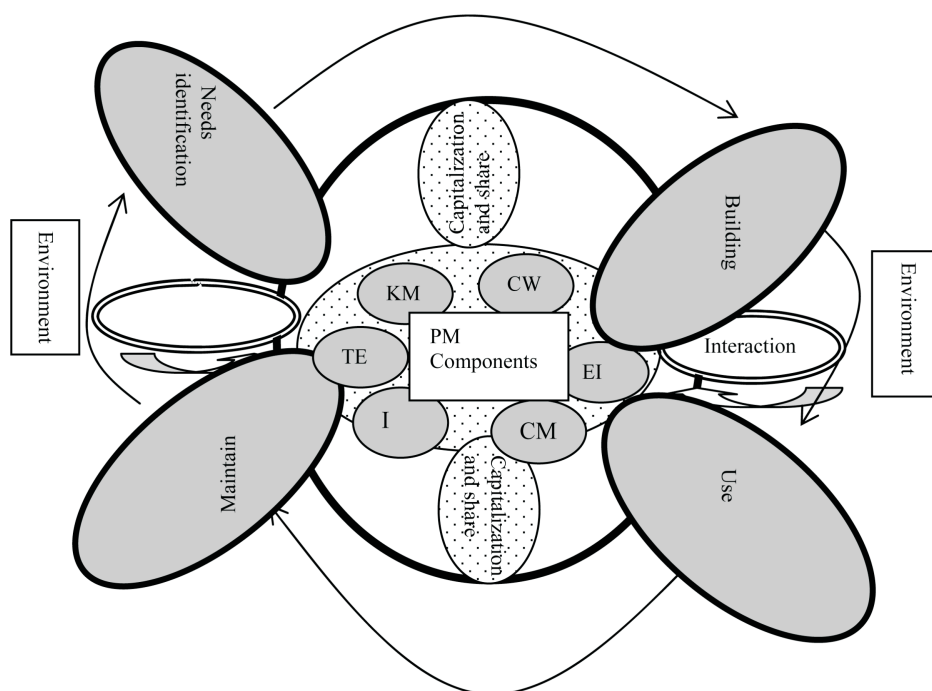 Needs
identification
Capitalization
and share
Building
Environment
Environment
KM
CW
PM
Components
TE
EI
Interaction
I
CM
Maintain
Capitalization
and share
Use